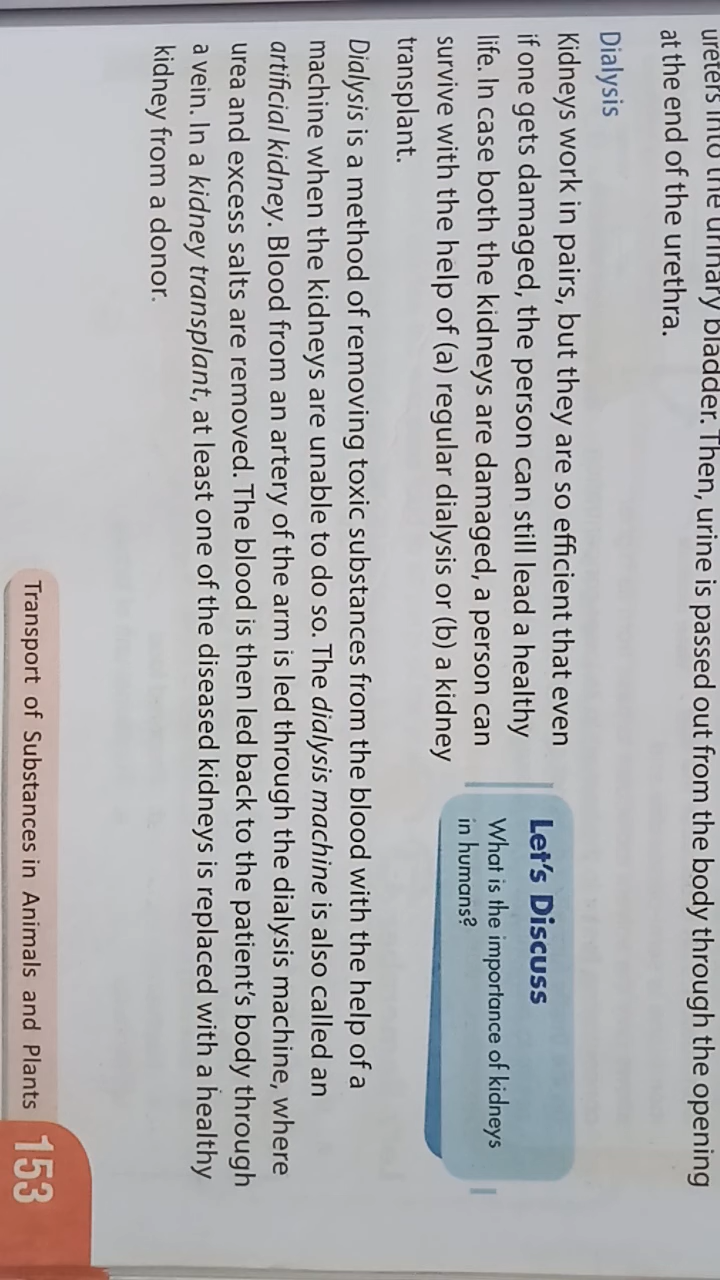 ureters into the urinary bladder. Then, urine is passed out from the body through the opening
at the end of the urethra.
Dialysis
Kidneys work in pairs, but they are so efficient that even
if one gets damaged, the person can still lead a healthy
life. In case both the kidneys are damaged, a person can
survive with the help of (a) regular dialysis or (b) a kidney
transplant.
Let's Discuss
What is the importance of kidneys
in humans?
Dialysis is a method of removing toxic substances from the blood with the help of a
machine when the kidneys are unable to do so. The dialysis machine is also called an
artificial kidney. Blood from an artery of the arm is led through the dialysis machine, where
urea and excess salts are removed. The blood is then led back to the patient's body through
a vein. In a kidney transplant, at least one of the diseased kidneys is replaced with a healthy
kidney from a donor.
Transport of Substances in Animals and Plants 153